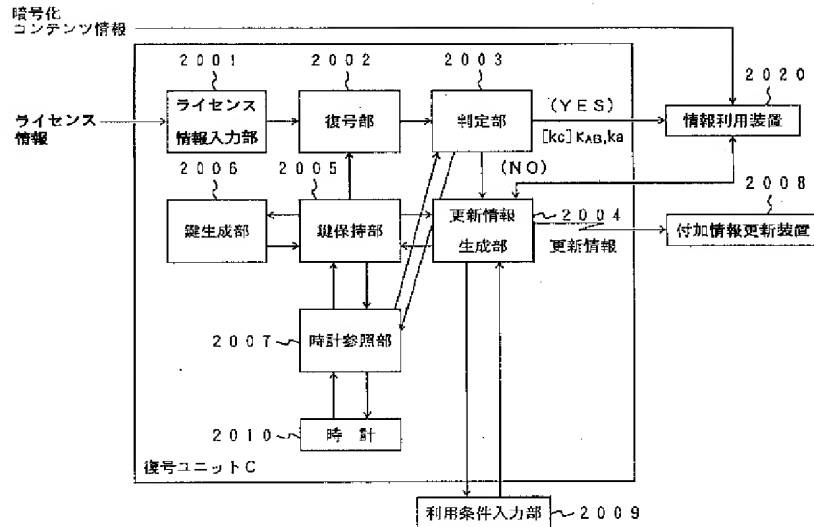 暗号化
コンテンツ情報
2001
2002
2003
2020
ライセンス
情報
ライセンス
情報入力部
復号部
判定部
(YES)
[kc] KAB,ka
情報利用装置
(NO)
2006
2005
2008
鍵生成部
鍵保持部
更新情報
生成部
2004
更新情報
付加情報更新装置
2007
時計参照部
2010
時 計
復号ユニットC
利用条件入力部
2009